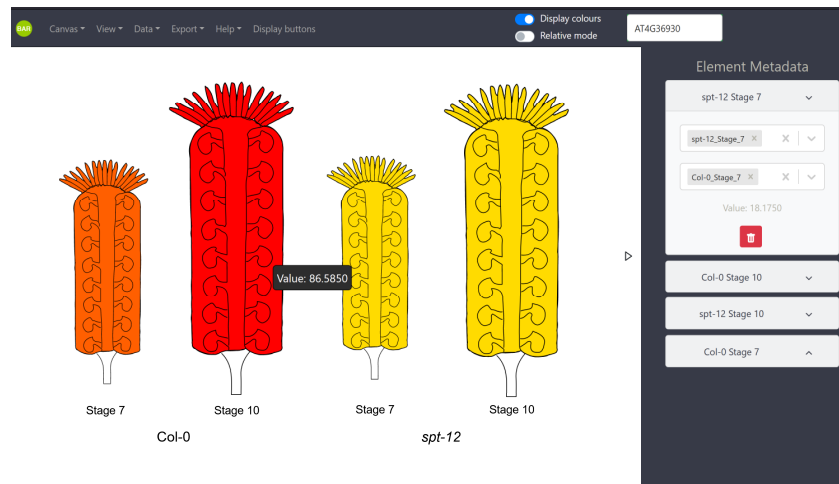 BAR Canvas View Data Export Help Display buttons
Display colours
Relative mode
AT4G36930
Element Metadata
spt-12 Stage 7
spt-12_Stage_7 ×
Col-0_Stage_7 ×
Value: 18.1750
Col-0 Stage 10
spt-12 Stage 10
Col-0 Stage 7
Value: 86.5850
Stage 7 Stage 10 Stage 7 Stage 10
Col-0 spt-12